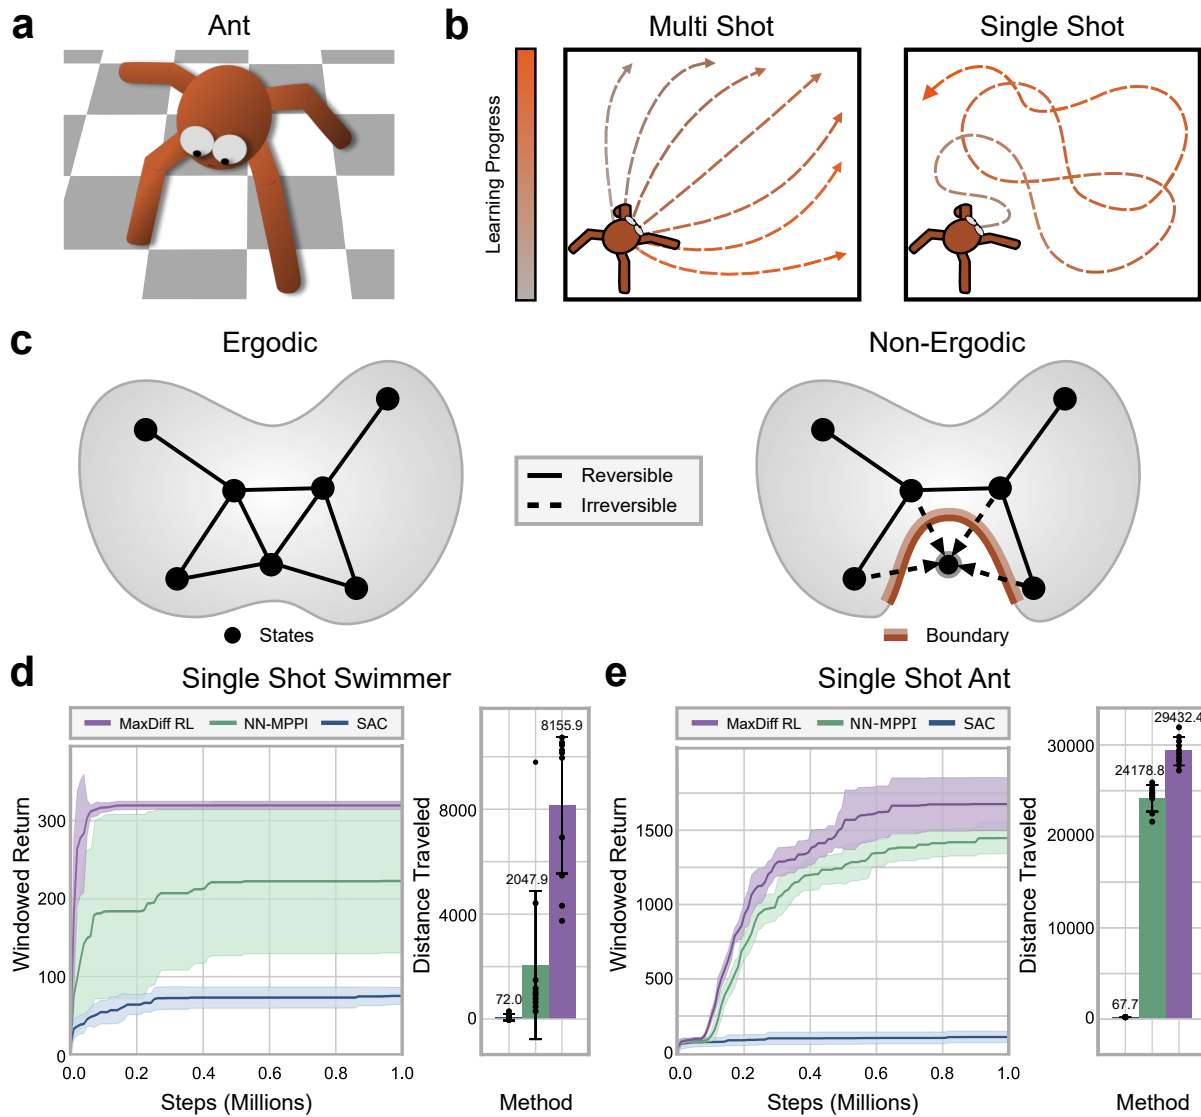 a
Ant
b
Multi Shot
Single Shot
Learning Progress
c
Ergodic
Non-Ergodic
Reversible
Irreversible
States
Boundary
d
Single Shot Swimmer
MaxDiff RL
NN-MPPI
SAC
Windowed Return
300
200
100
0
0.0
0.2
0.4
0.6
0.8
1.0
Steps (Millions)
Distance Traveled
8000
4000
0
72.0
2047.9
8155.9
Method
e
Single Shot Ant
MaxDiff RL
NN-MPPI
SAC
Windowed Return
1500
1000
500
0
0.0
0.2
0.4
0.6
0.8
1.0
Steps (Millions)
Distance Traveled
30000
20000
10000
0
67.7
24178.8
29432.4
Method